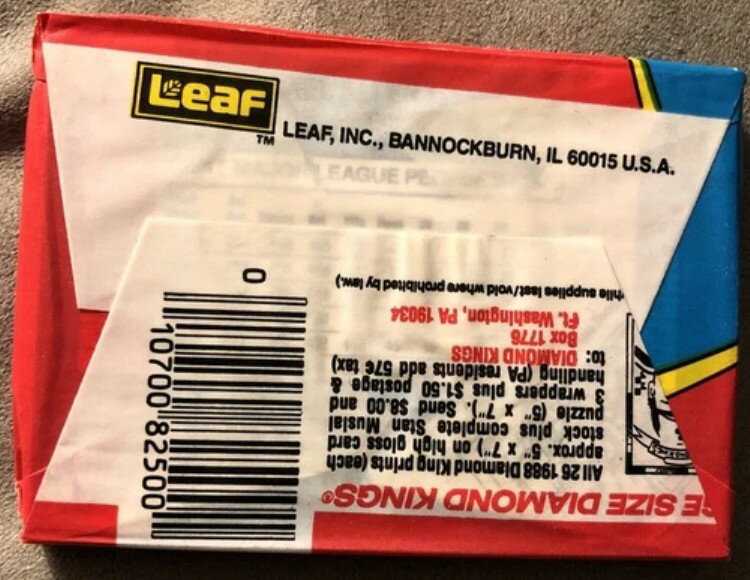 Leaf
TM
LEAF, INC., BANNOCKBURN, IL 60015 U.S.A.
LEAGUE
E SIZE DIAMOND KINGS®
All 26 1988 Diamond King prints (each
approx. 5" x 7") on high gloss card
stock plus complete Stan Musial
puzzle (5" x 7"). Send $8.00 and
3 wrappers plus $1.50 postage &
handling (PA residents add 57¢ tax)
to: DIAMOND KINGS
Box 1776
Ft. Washington, PA 19034
hile supplies last/void where prohibited by law.)
0 10700 82500